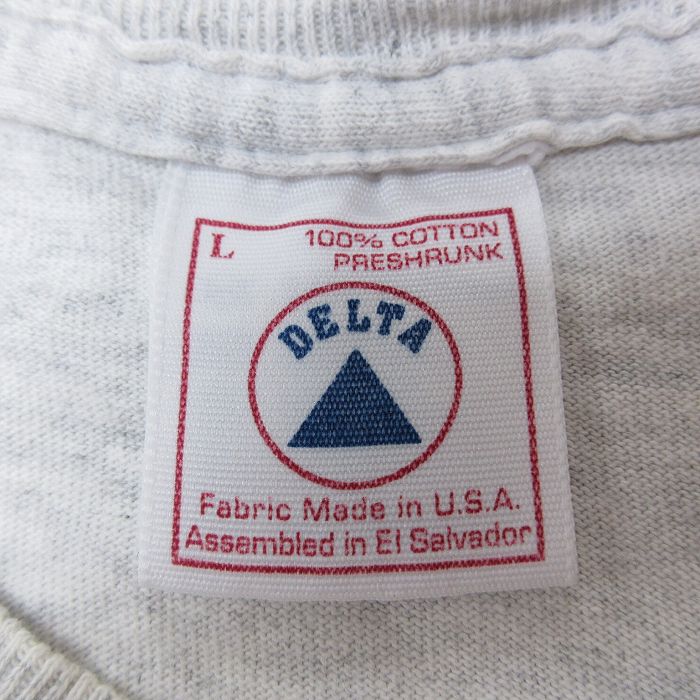 L
100% COTTON
PRESHRUNK
DELTA
Fabric Made in U.S.A.
Assembled in El Salvador